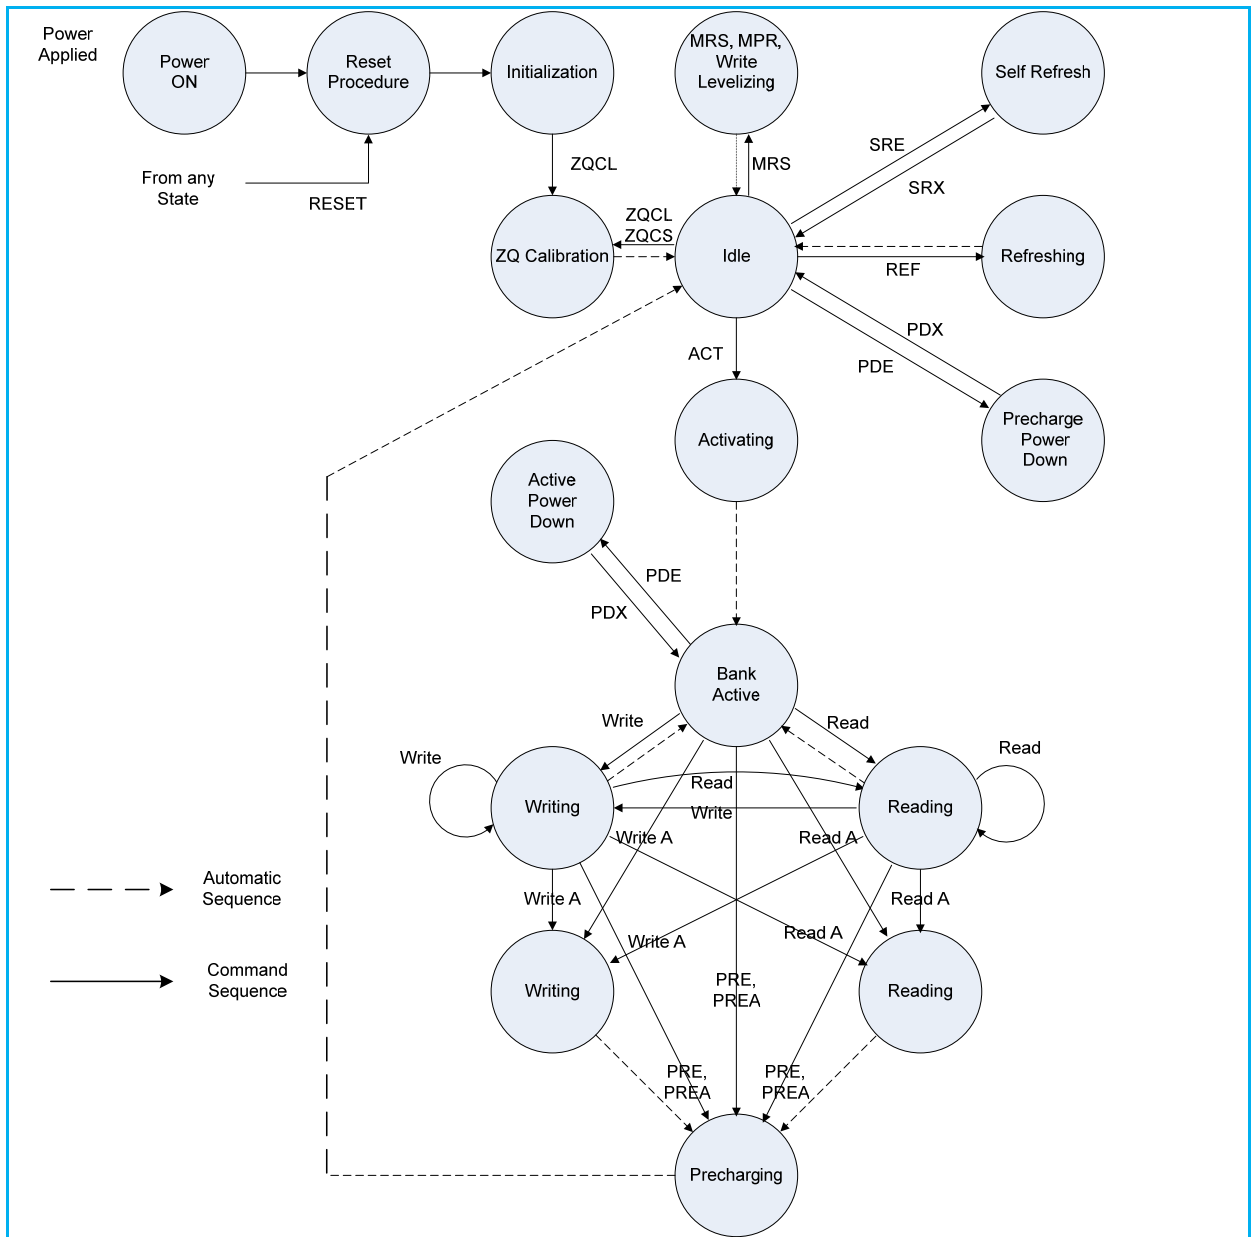 Power
Applied
Power
ON
Reset
Procedure
Initialization
MRS, MPR,
Write
Levelizing
Self Refresh
From any
State
RESET
ZQCL
MRS
SRE
SRX
ZQCL
ZQCS
ZQ Calibration
Idle
REF
Refreshing
ACT
PDX
PDE
Activating
Precharge
Power
Down
Active
Power
Down
PDE
PDX
Bank
Active
Write
Read
Write
Read
Writing
Read
Write
Reading
Write A
Read A
Automatic
Sequence
Write A
Read A
Write A
Read A
Command
Sequence
Writing
PRE,
PREA
Reading
PRE,
PREA
PRE,
PREA
Precharging